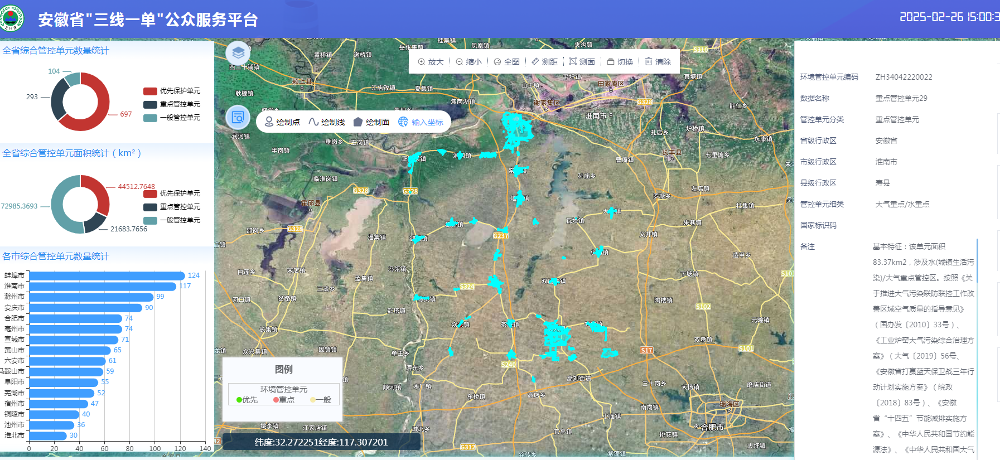 安徽省"三线一单"公众服务平台
2025-02-26 15:00:3
全省综合管控单元数量统计
104
293
697
优先保护单元
重点管控单元
一般管控单元
全省综合管控单元面积统计（km²）
44512.7648
72985.3693
21683.7656
优先保护单元
重点管控单元
一般管控单元
各市综合管控单元数量统计
蚌埠市 124
淮南市 117
滁州市 99
安庆市 90
合肥市 74
亳州市 74
宣城市 71
黄山市 65
六安市 61
马鞍山市 59
阜阳市 55
芜湖市 52
宿州市 47
铜陵市 40
池州市 36
淮北市 30
0 20 40 60 80 100 120 140
放大 缩小 全图 测距 测面 切换 清除
绘制点 绘制线 绘制面 输入坐标
岳张集镇
桂集镇
凤凰镇
夹沟镇
S310
黄桥镇
谢桥镇
西三十铺镇
颍上县
江店孜镇
夏集镇
山王镇
平圩镇
田家庵区
官塘镇
耿棚镇
焦岗湖镇
谢家集区
G328
能仁乡
淮南市
孔店乡
炉桥镇
永康镇
润河镇
垂岗乡
王岗镇
半岗镇
长丰县
七里塘乡
曹庵镇
临淮岗镇
孙庙乡
G328
G328
左店镇
罗塘乡
霍邱县
杜集镇
瓦埠镇
朱巷镇
G328
邵岗乡
潘集镇
G237
义井镇
造甲乡
白莲乡
宋店镇
冯瓴镇
孟集镇
下塘镇
S101
三流乡
S324
河口镇
岔路镇
陶楼镇
S102
彭塔镇
元疃镇
长集镇
众兴集镇
固镇镇
单王乡
双墩镇
S101
S17
S240
淠东乡
顺河镇
木厂镇
高刘街道
三十岗乡
大杨镇
磨店街道
东桥镇
高店乡
南岗镇
瑶海区
小庙镇
合肥市
姚李镇
江家店镇
城北乡
官亭镇
桃花镇
G312
大圩镇
铭传乡
紫蓬镇
图例
环境管控单元
优先 重点 一般
纬度:32.272251经度:117.307201
环境管控单元编码 ZH34042220022
数据名称 重点管控单元29
管控单元分类 重点管控单元
省级行政区 安徽省
市级行政区 淮南市
县级行政区 寿县
管控单元细类 大气重点/水重点
国家标识码
备注 基本特征：该单元面积
83.37km2，涉及水(城镇生活污
染)/大气重点管控区。按照《关
于推进大气污染联防联控工作改
善区域空气质量的指导意见》
（国办发〔2010〕33号）、
《工业炉窑大气污染综合治理方
案》（大气〔2019〕56号、
《安徽省打赢蓝天保卫战三年行
动计划实施方案》（皖政
〔2018〕83号）、《安徽
省“十四五”节能减排实施方
案》、《中华人民共和国节约能
源法》、《中华人民共和国大气